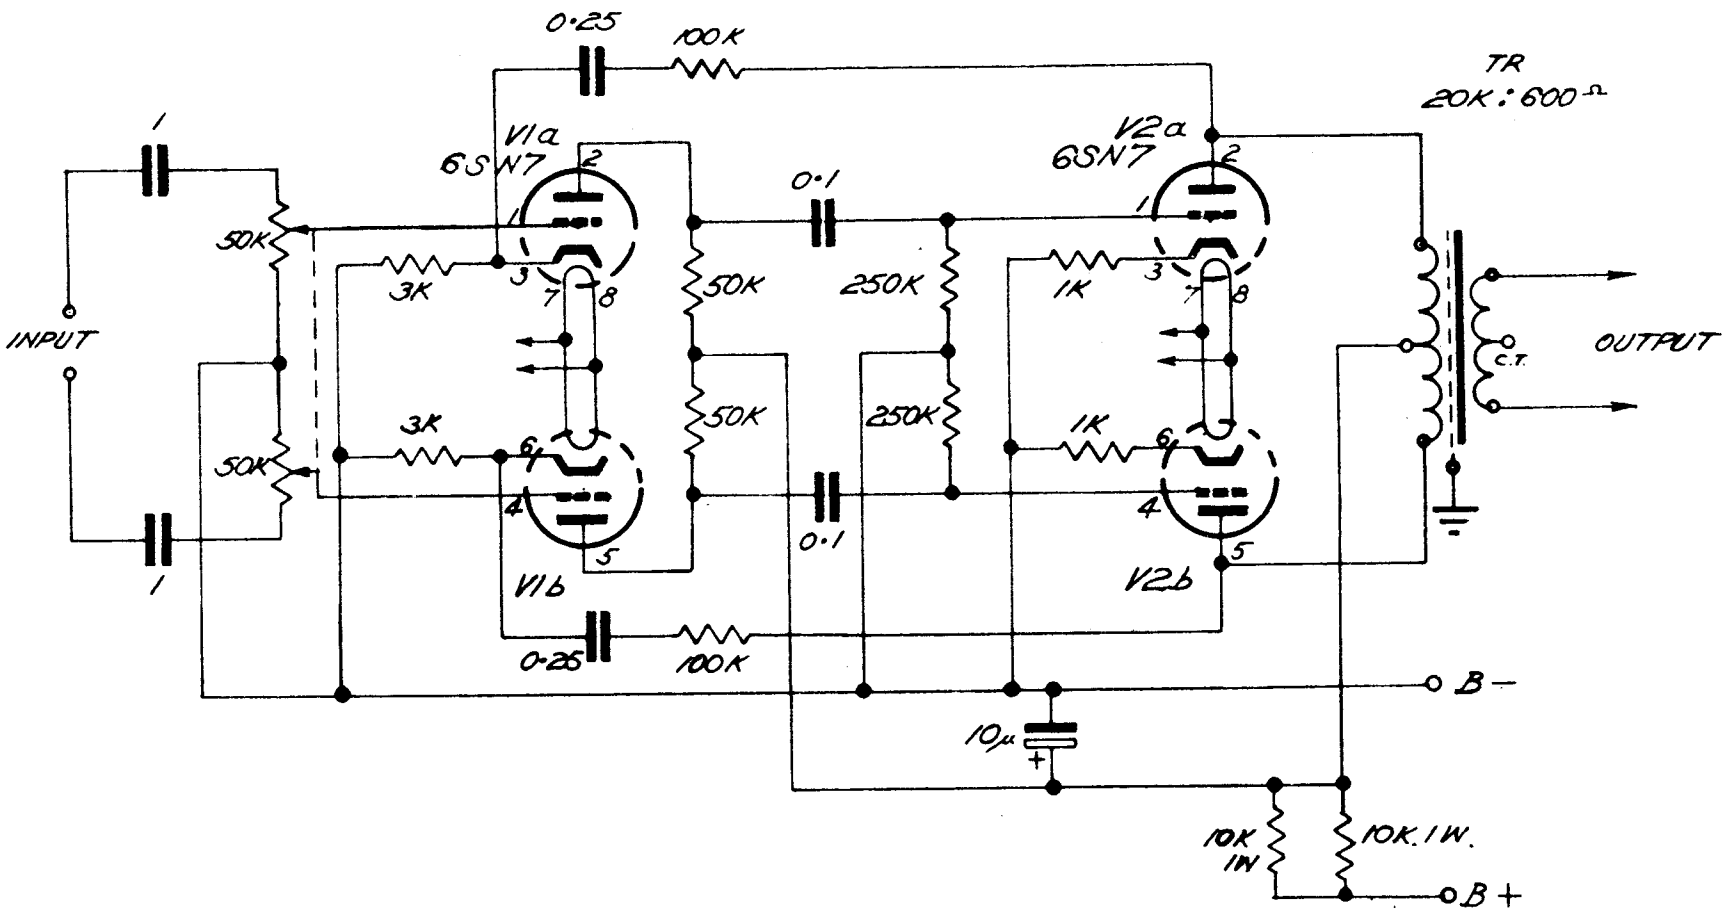 0.25
100K
TR
20K : 600Ω
1
V1a
6SN7
2
V2a
6SN7
2
0.1
1
1
50K
3
3K
7 8
50K
250K
3
1K
7 8
INPUT
OUTPUT
C.T.
3K
50K
250K
1K
50K
6
6
4
4
0.1
5
5
1
V1b
V2b
0.25
100K
B -
10μ
+
10K
1W
10K. 1W.
B +